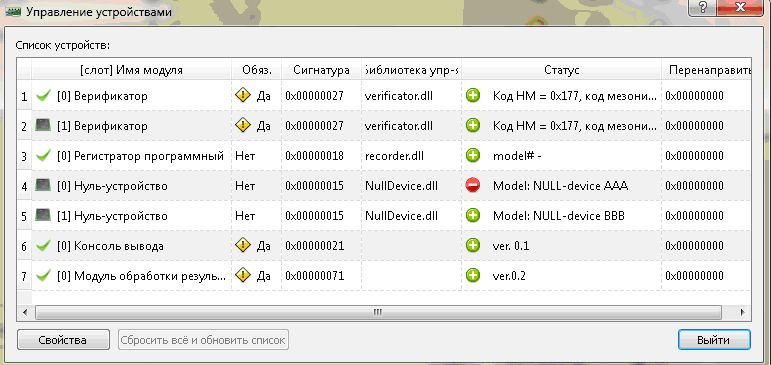 Управление устройствами
Список устройств:
[слот] Имя модуля Обяз. Сигнатура Библиотека упр-я Статус Перенаправить
1 [0] Верификатор Да 0x00000027 verificator.dll Код НМ = 0x177, код мезони... 0x00000000
2 [1] Верификатор Да 0x00000027 verificator.dll Код НМ = 0x177, код мезони... 0x00000000
3 [0] Регистратор программный Нет 0x00000018 recorder.dll model# - 0x00000000
4 [0] Нуль-устройство Нет 0x00000015 NullDevice.dll Model: NULL-device AAA 0x00000000
5 [1] Нуль-устройство Нет 0x00000015 NullDevice.dll Model: NULL-device BBB 0x00000000
6 [0] Консоль вывода Да 0x00000021 ver. 0.1 0x00000000
7 [0] Модуль обработки резуль... Да 0x00000071 ver.0.2 0x00000000
Свойства Сбросить всё и обновить список Выйти